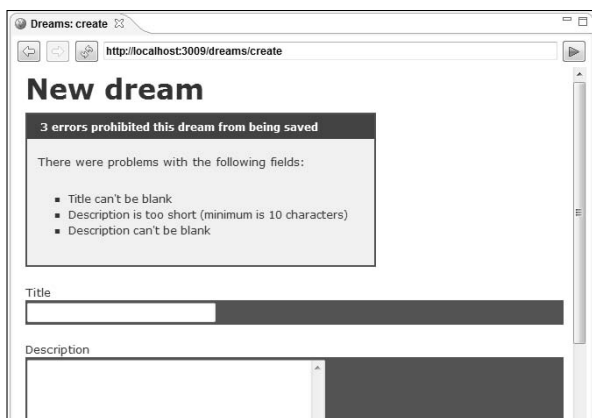 Dreams: create
http://localhost:3009/dreams/create
New dream
3 errors prohibited this dream from being saved
There were problems with the following fields:
Title can't be blank
Description is too short (minimum is 10 characters)
Description can't be blank
Title
Description